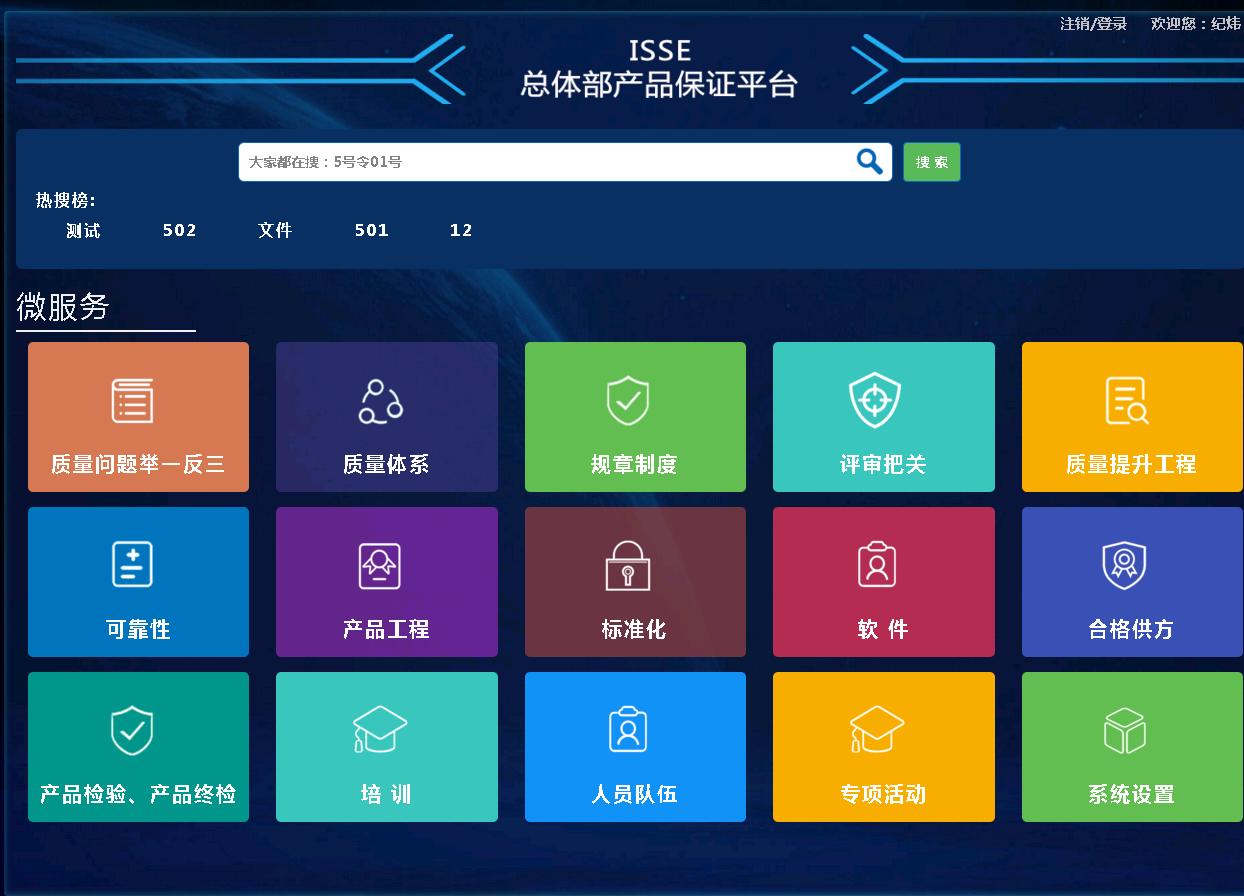 注销/登录 欢迎您：纪炜
ISSE
总体部产品保证平台
大家都在搜：5号令01号
搜 索
热搜榜:
测试 502 文件 501 12
微服务
质量问题举一反三 质量体系 规章制度 评审把关 质量提升工程
可靠性 产品工程 标准化 软 件 合格供方
产品检验、产品终检 培 训 人员队伍 专项活动 系统设置